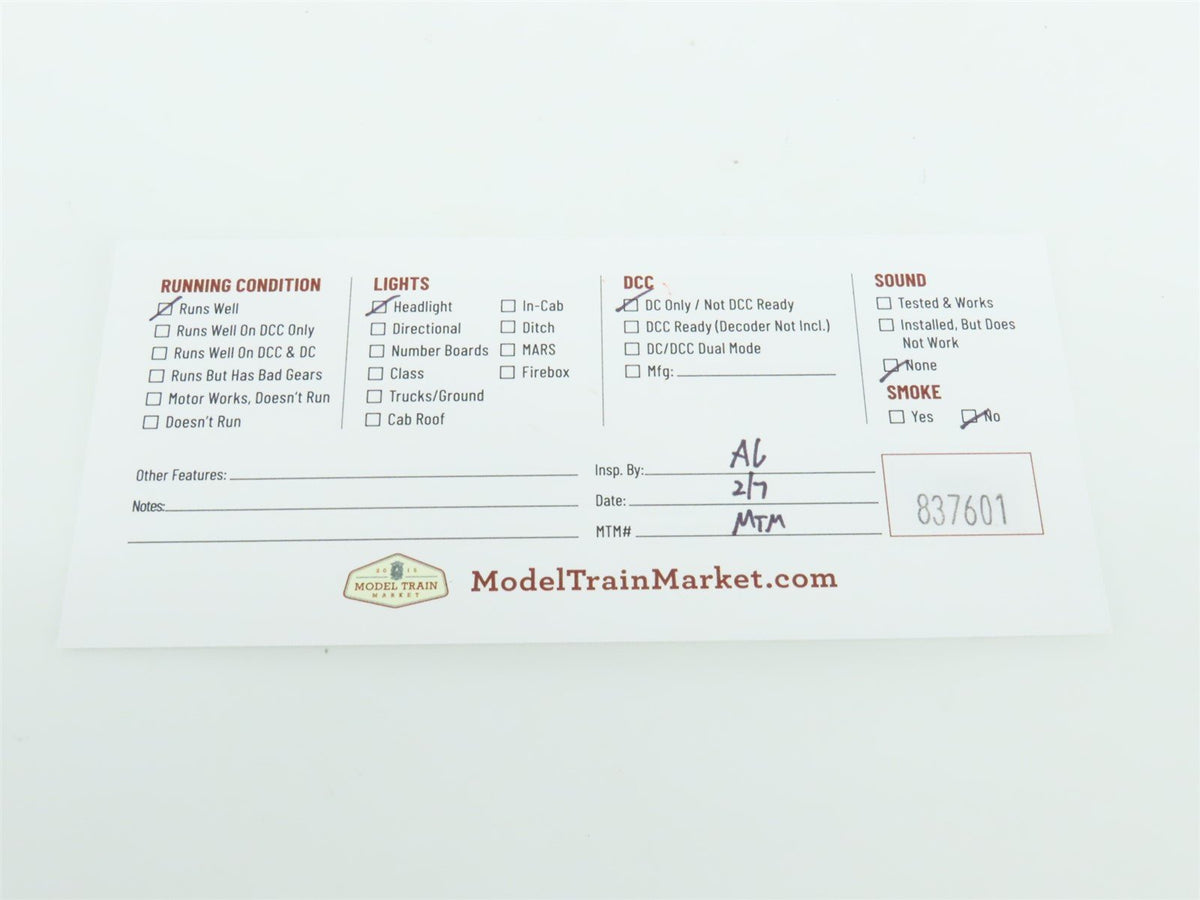 RUNNING CONDITION
Runs Well
Runs Well On DCC Only
Runs Well On DCC & DC
Runs But Has Bad Gears
Motor Works, Doesn't Run
Doesn't Run
LIGHTS
Headlight
Directional
Number Boards
Class
Trucks/Ground
Cab Roof
In-Cab
Ditch
MARS
Firebox
DCC
DC Only / Not DCC Ready
DCC Ready (Decoder Not Incl.)
DC/DCC Dual Mode
Mfg:
SOUND
Tested & Works
Installed, But Does
Not Work
None
SMOKE
Yes No
Other Features:
Notes:
Insp. By: AG
Date: 2/7
MTM# MTM
837601
2015
MODEL TRAIN
MARKET
ModelTrainMarket.com